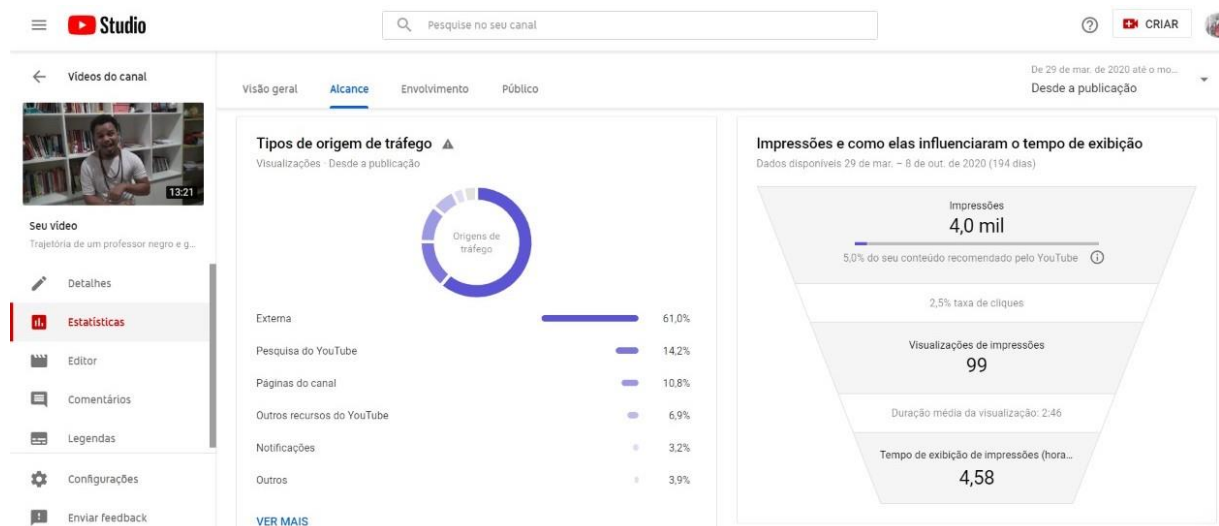 Studio
Pesquise no seu canal
CRIAR
Vídeos do canal
13:21
Seu vídeo
Trajetória de um professor negro e g...
Detalhes
Estatísticas
Editor
Comentários
Legendas
Configurações
Enviar feedback
Visão geral
Alcance
Envolvimento
Público
De 29 de mar. de 2020 até o mo...
Desde a publicação
Tipos de origem de tráfego
Visualizações · Desde a publicação
Origens de
tráfego
Externa 61,0%
Pesquisa do YouTube 14,2%
Páginas do canal 10,8%
Outros recursos do YouTube 6,9%
Notificações 3,2%
Outros 3,9%
VER MAIS
Impressões e como elas influenciaram o tempo de exibição
Dados disponíveis 29 de mar. – 8 de out. de 2020 (194 dias)
Impressões
4,0 mil
5,0% do seu conteúdo recomendado pelo YouTube
2,5% taxa de cliques
Visualizações de impressões
99
Duração média da visualização: 2:46
Tempo de exibição de impressões (hora...
4,58